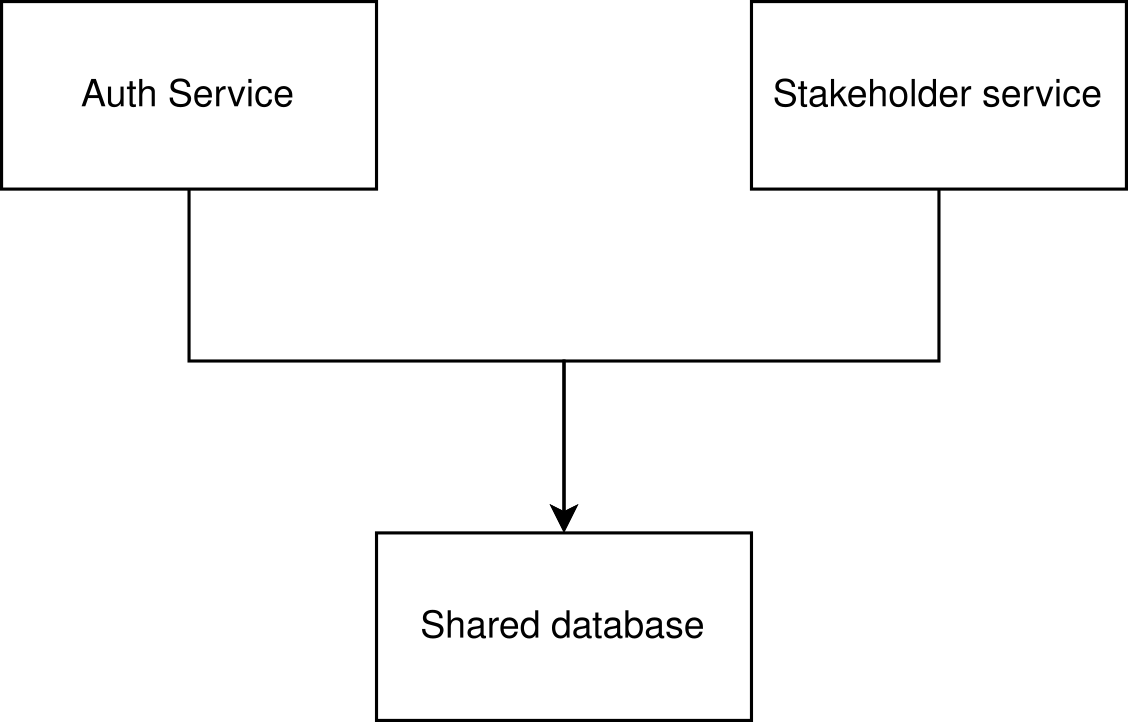 Auth Service
Stakeholder service
Shared database